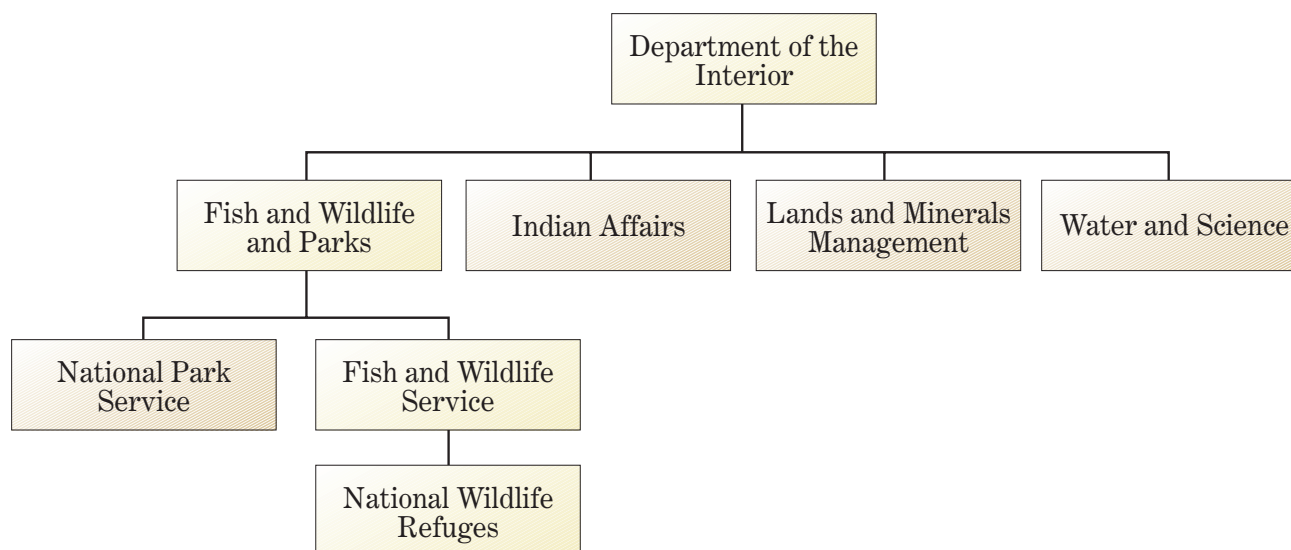 Department of the
Interior
Fish and Wildlife
and Parks
Indian Affairs
Lands and Minerals
Management
Water and Science
National Park
Service
Fish and Wildlife
Service
National Wildlife
Refuges